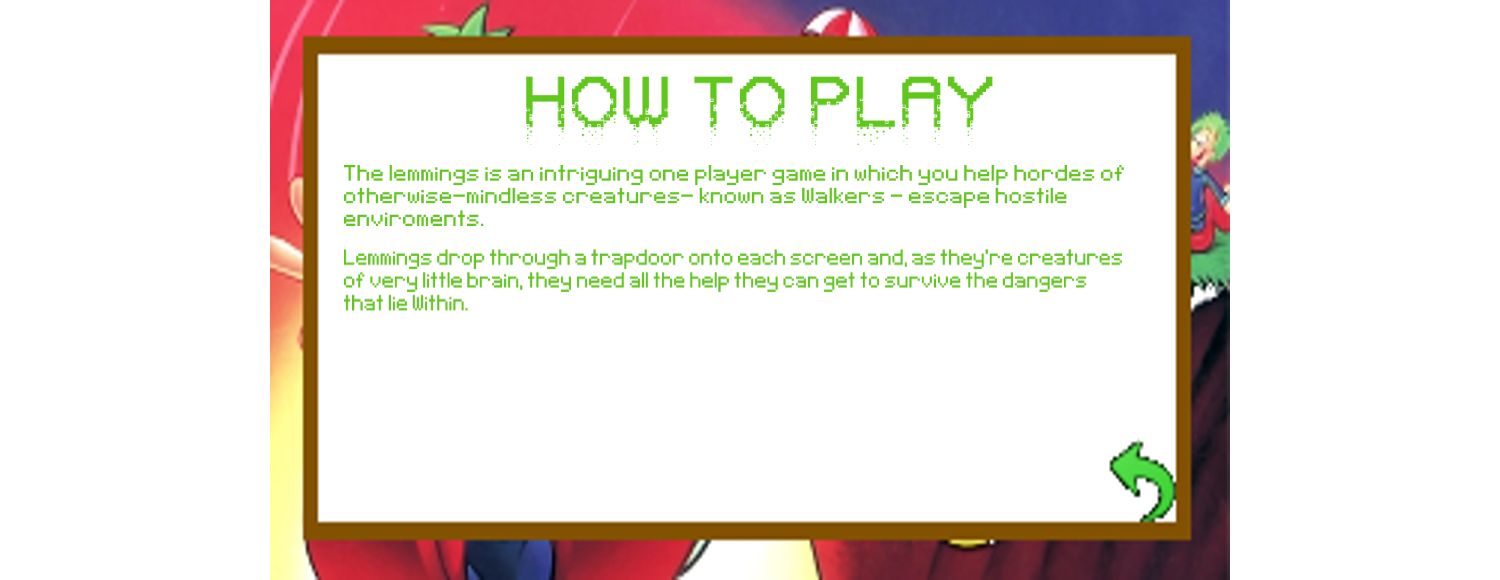 HOW TO PLAY
The lemmings is an intriguing one player game in which you help hordes of
otherwise-mindless creatures- known as Walkers - escape hostile
enviroments.
Lemmings drop through a trapdoor onto each screen and, as they're creatures
of very little brain, they need all the help they can get to survive the dangers
that lie Within.